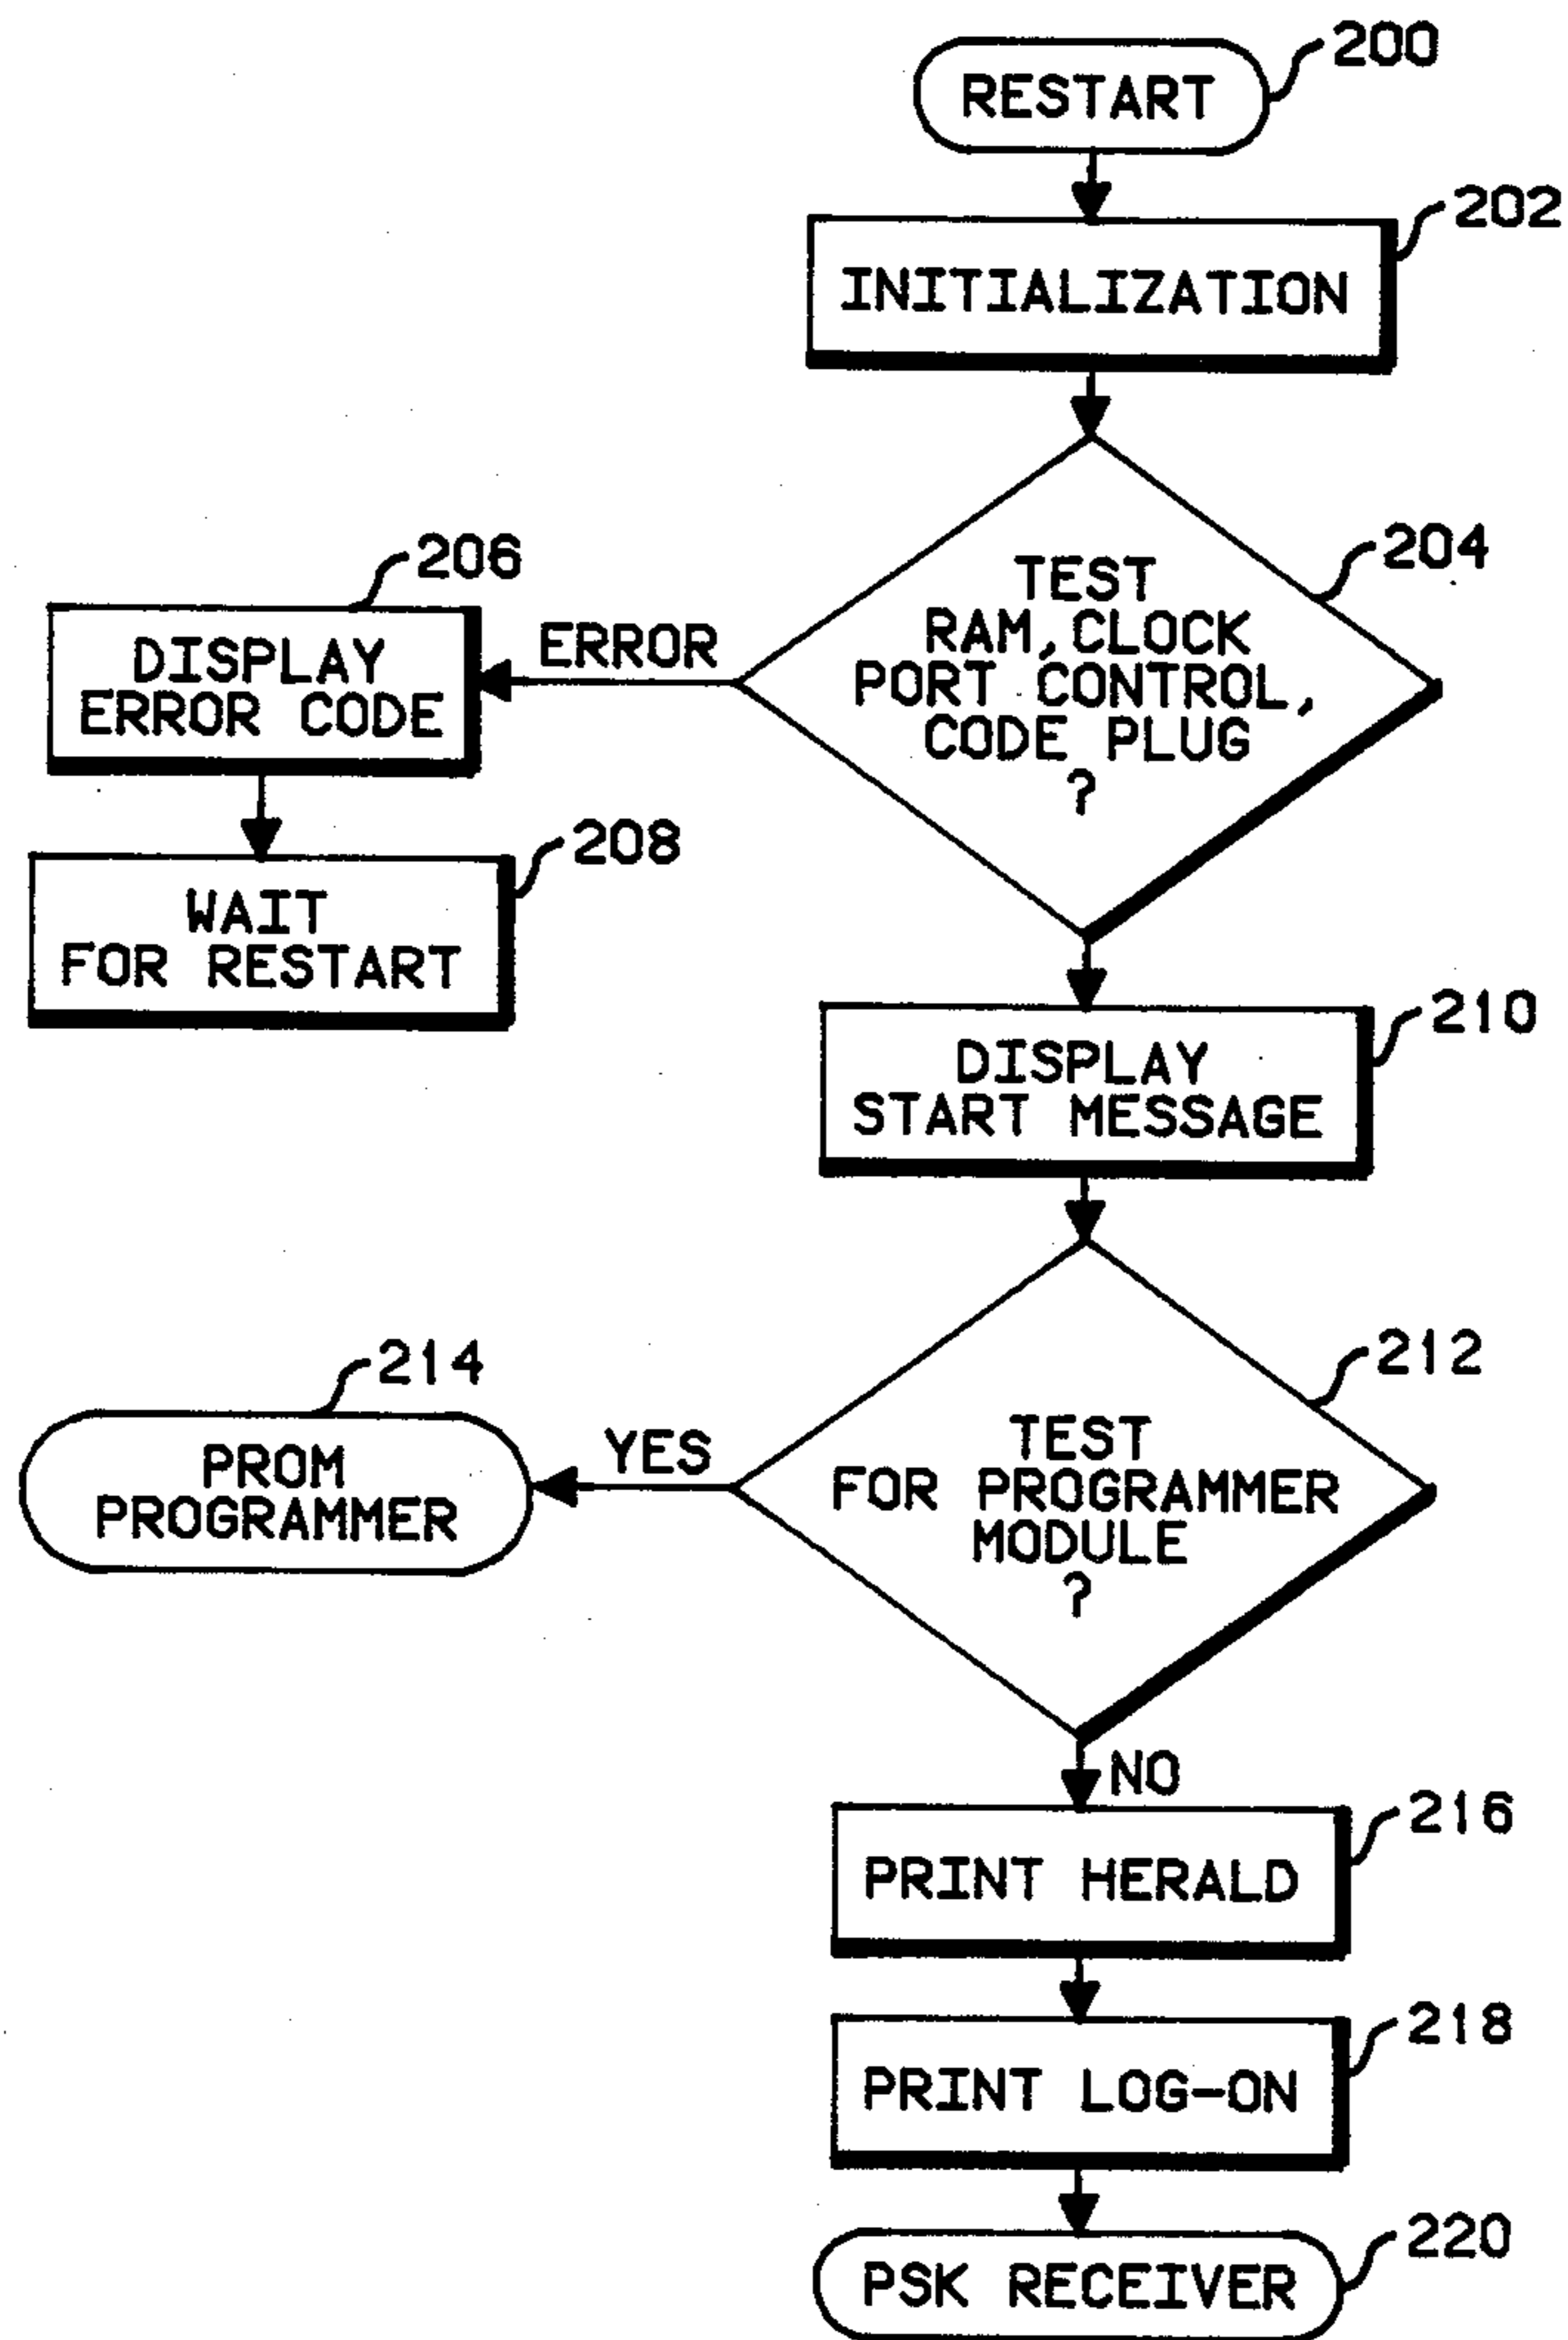 RESTART
200
INITIALIZATION
202
TEST
RAM, CLOCK
PORT CONTROL,
CODE PLUG
?
204
ERROR
206
DISPLAY
ERROR CODE
208
WAIT
FOR RESTART
210
DISPLAY
START MESSAGE
212
TEST
FOR PROGRAMMER
MODULE
?
YES
214
PROM
PROGRAMMER
NO
216
PRINT HERALD
218
PRINT LOG-ON
220
PSK RECEIVER